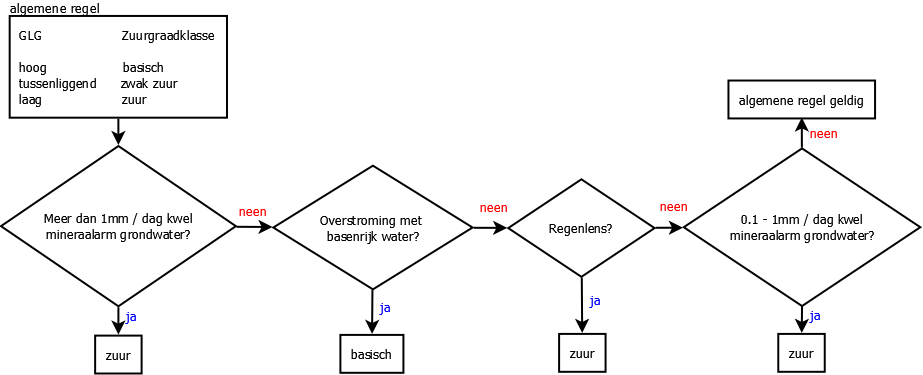 algemene regel
GLG Zuurgraadklasse
hoog basisch
tussenliggend zwak zuur
laag zuur
Meer dan 1mm / dag kwel
mineraalarm grondwater?
neen
ja
zuur
Overstroming met
basenrijk water?
neen
ja
basisch
Regenlens?
neen
ja
zuur
0.1 - 1mm / dag kwel
mineraalarm grondwater?
neen
algemene regel geldig
ja
zuur